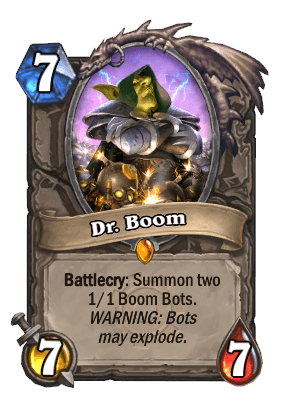 7
Dr. Boom
Battlecry: Summon two
1/1 Boom Bots.
WARNING: Bots
may explode.
7
7